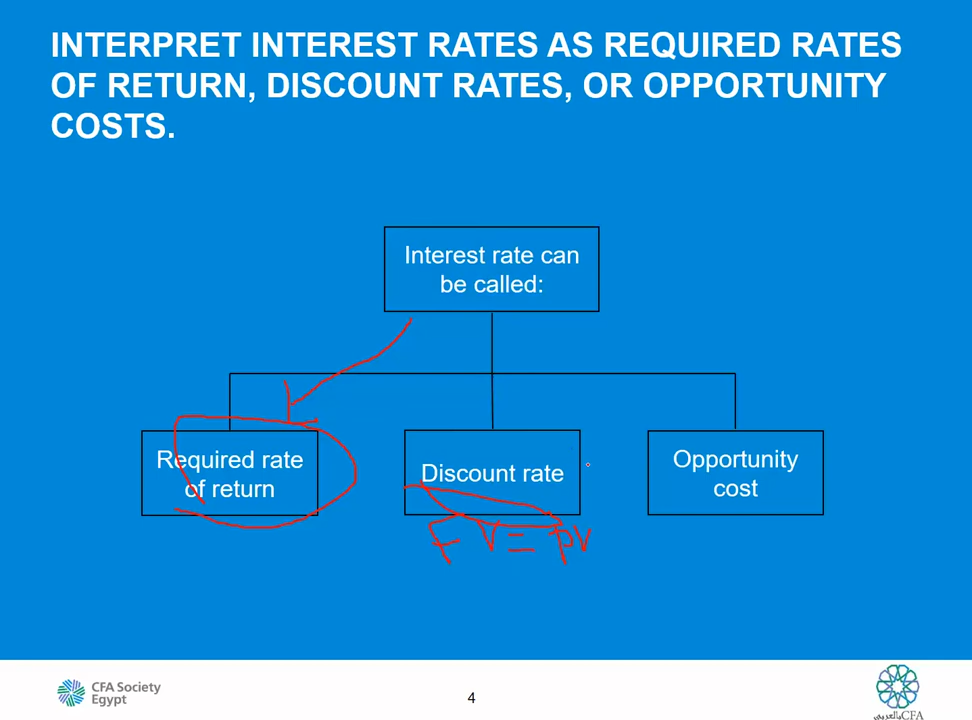 INTERPRET INTEREST RATES AS REQUIRED RATES
OF RETURN, DISCOUNT RATES, OR OPPORTUNITY
COSTS.
Interest rate can
be called:
Required rate
of return
Discount rate
Opportunity
cost
FV = PV
CFA Society
Egypt
4
CFA بالعربي